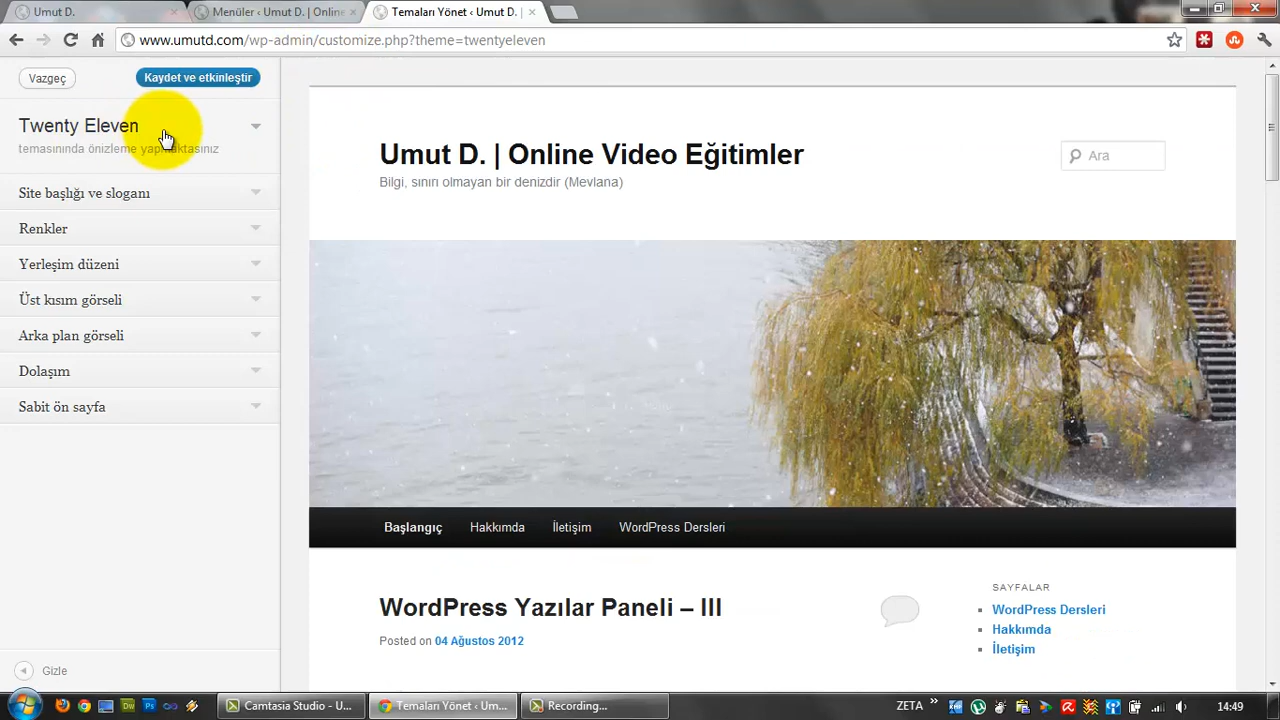 Umut D.
Menüler ‹ Umut D. | Online
Temaları Yönet ‹ Umut D. |
www.umutd.com/wp-admin/customize.php?theme=twentyeleven
Vazgeç
Kaydet ve etkinleştir
Twenty Eleven
temasınında önizleme yapmaktasınız
Site başlığı ve sloganı
Renkler
Yerleşim düzeni
Üst kısım görseli
Arka plan görseli
Dolaşım
Sabit ön sayfa
Gizle
Umut D. | Online Video Eğitimler
Bilgi, sınırı olmayan bir denizdir (Mevlana)
Ara
Başlangıç Hakkımda İletişim WordPress Dersleri
WordPress Yazılar Paneli – III
Posted on 04 Ağustos 2012
SAYFALAR
WordPress Dersleri
Hakkımda
İletişim
Camtasia Studio - U...
Temaları Yönet ‹ Umu...
Recording...
ZETA
14:49